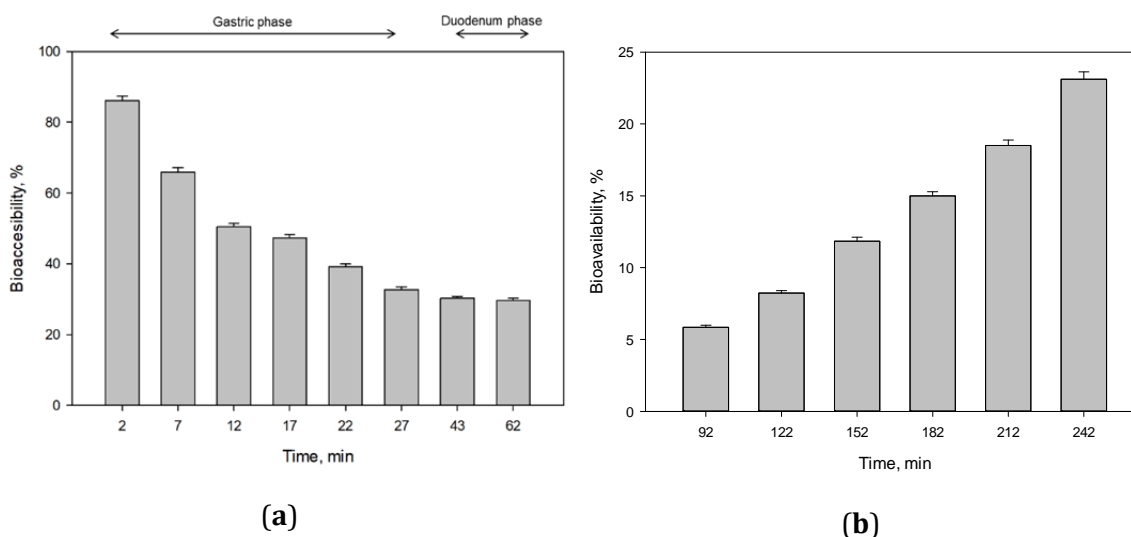 Gastric phase
Duodenum phase
100
80
60
40
20
0
Bioaccesibility, %
2 7 12 17 22 27 43 62
Time, min
(a)
25
20
15
10
5
0
Bioavailability, %
92 122 152 182 212 242
Time, min
(b)